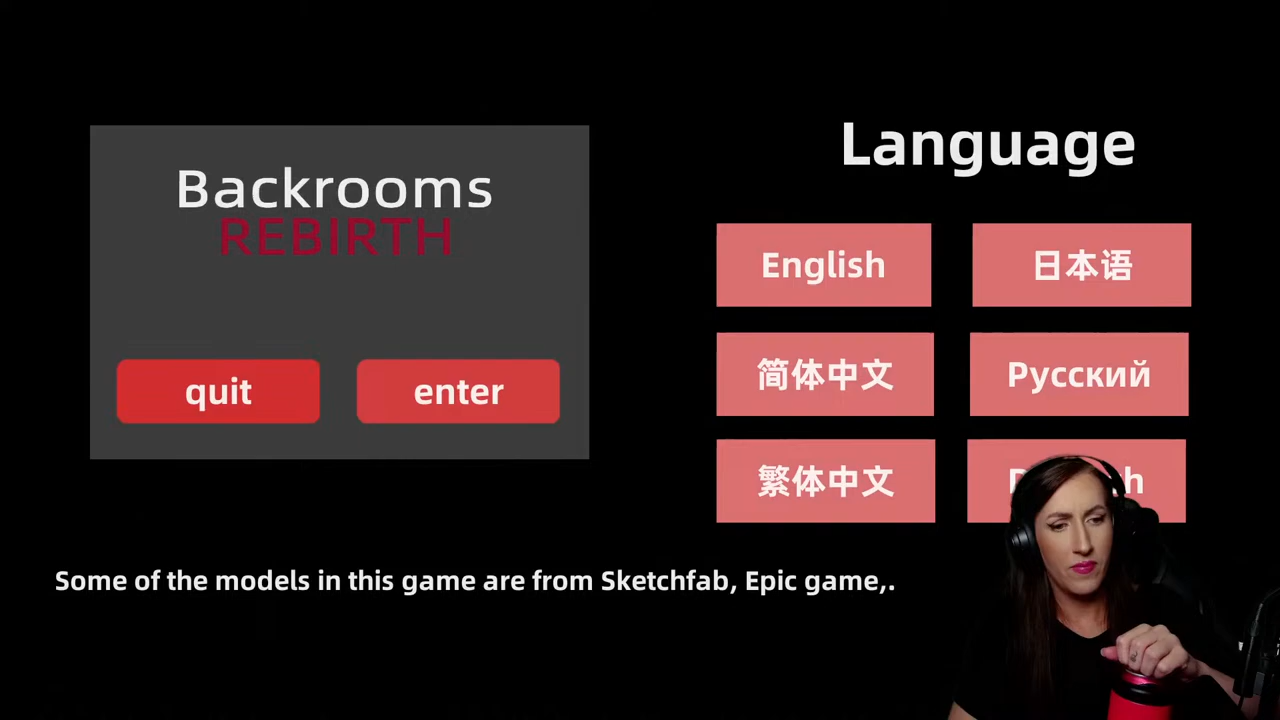 Backrooms
REBIRTH
quit
enter
Language
English
日本语
简体中文
Русский
繁体中文
Some of the models in this game are from Sketchfab, Epic game,.